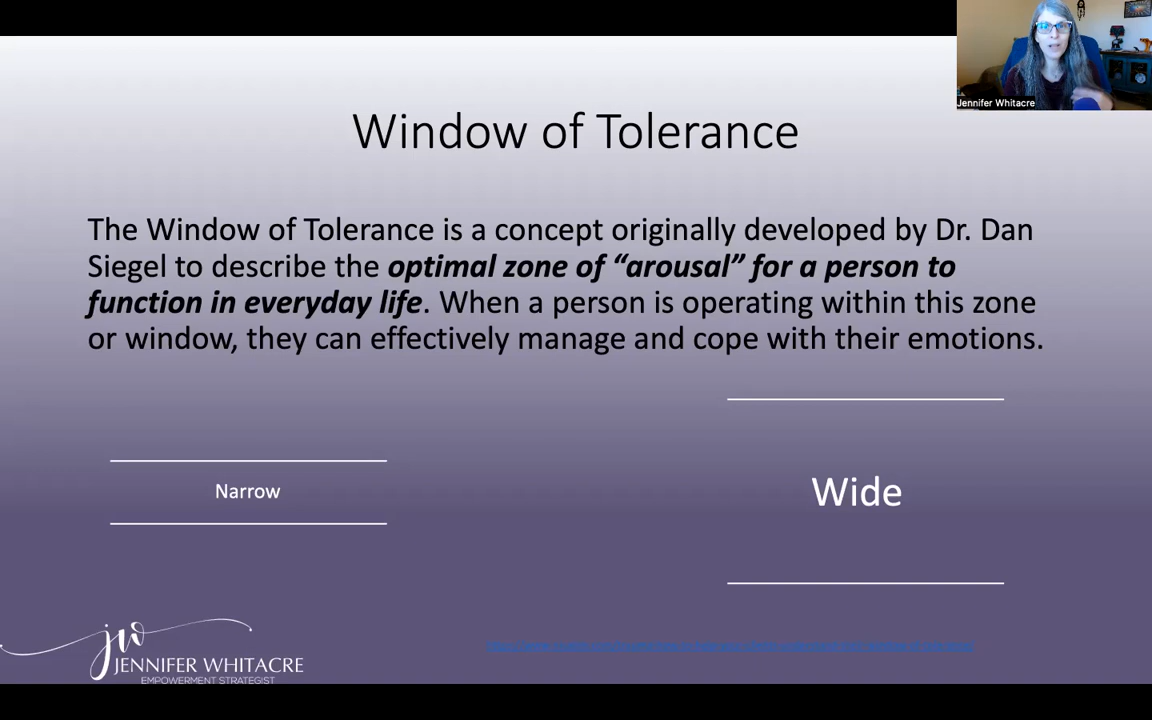 Jennifer Whitacre
Window of Tolerance
The Window of Tolerance is a concept originally developed by Dr. Dan
Siegel to describe the optimal zone of “arousal” for a person to
function in everyday life. When a person is operating within this zone
or window, they can effectively manage and cope with their emotions.
Narrow
Wide
jw
JENNIFER WHITACRE
EMPOWERMENT STRATEGIST